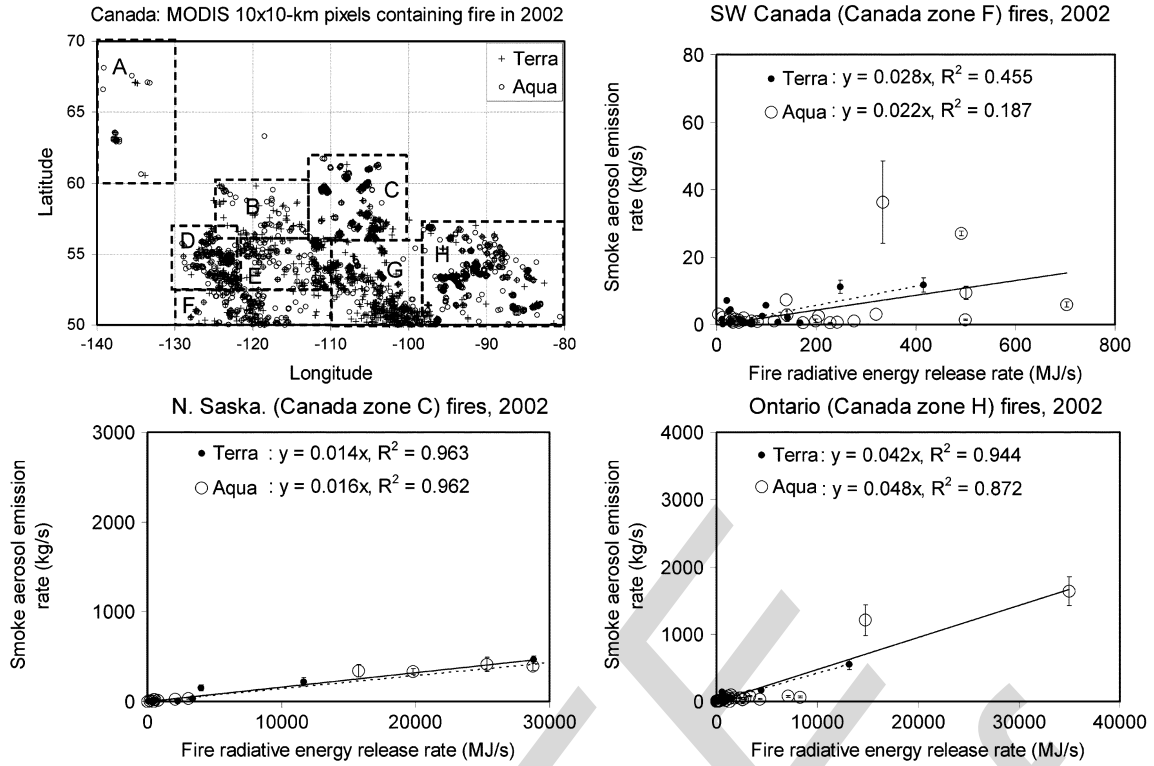 Canada: MODIS 10x10-km pixels containing fire in 2002
70
65
60
55
50
Latitude
-140
-130
-120
-110
-100
-90
-80
Longitude
+ Terra
○ Aqua
A
B
C
D
E
F
G
H
SW Canada (Canada zone F) fires, 2002
80
60
40
20
0
Smoke aerosol emission
rate (kg/s)
● Terra : y = 0.028x, R² = 0.455
○ Aqua : y = 0.022x, R² = 0.187
0
200
400
600
800
Fire radiative energy release rate (MJ/s)
N. Saska. (Canada zone C) fires, 2002
3000
2000
1000
0
Smoke aerosol emission
rate (kg/s)
● Terra : y = 0.014x, R² = 0.963
○ Aqua : y = 0.016x, R² = 0.962
0
10000
20000
30000
Fire radiative energy release rate (MJ/s)
Ontario (Canada zone H) fires, 2002
4000
3000
2000
1000
0
Smoke aerosol emission
rate (kg/s)
● Terra : y = 0.042x, R² = 0.944
○ Aqua : y = 0.048x, R² = 0.872
0
10000
20000
30000
40000
Fire radiative energy release rate (MJ/s)